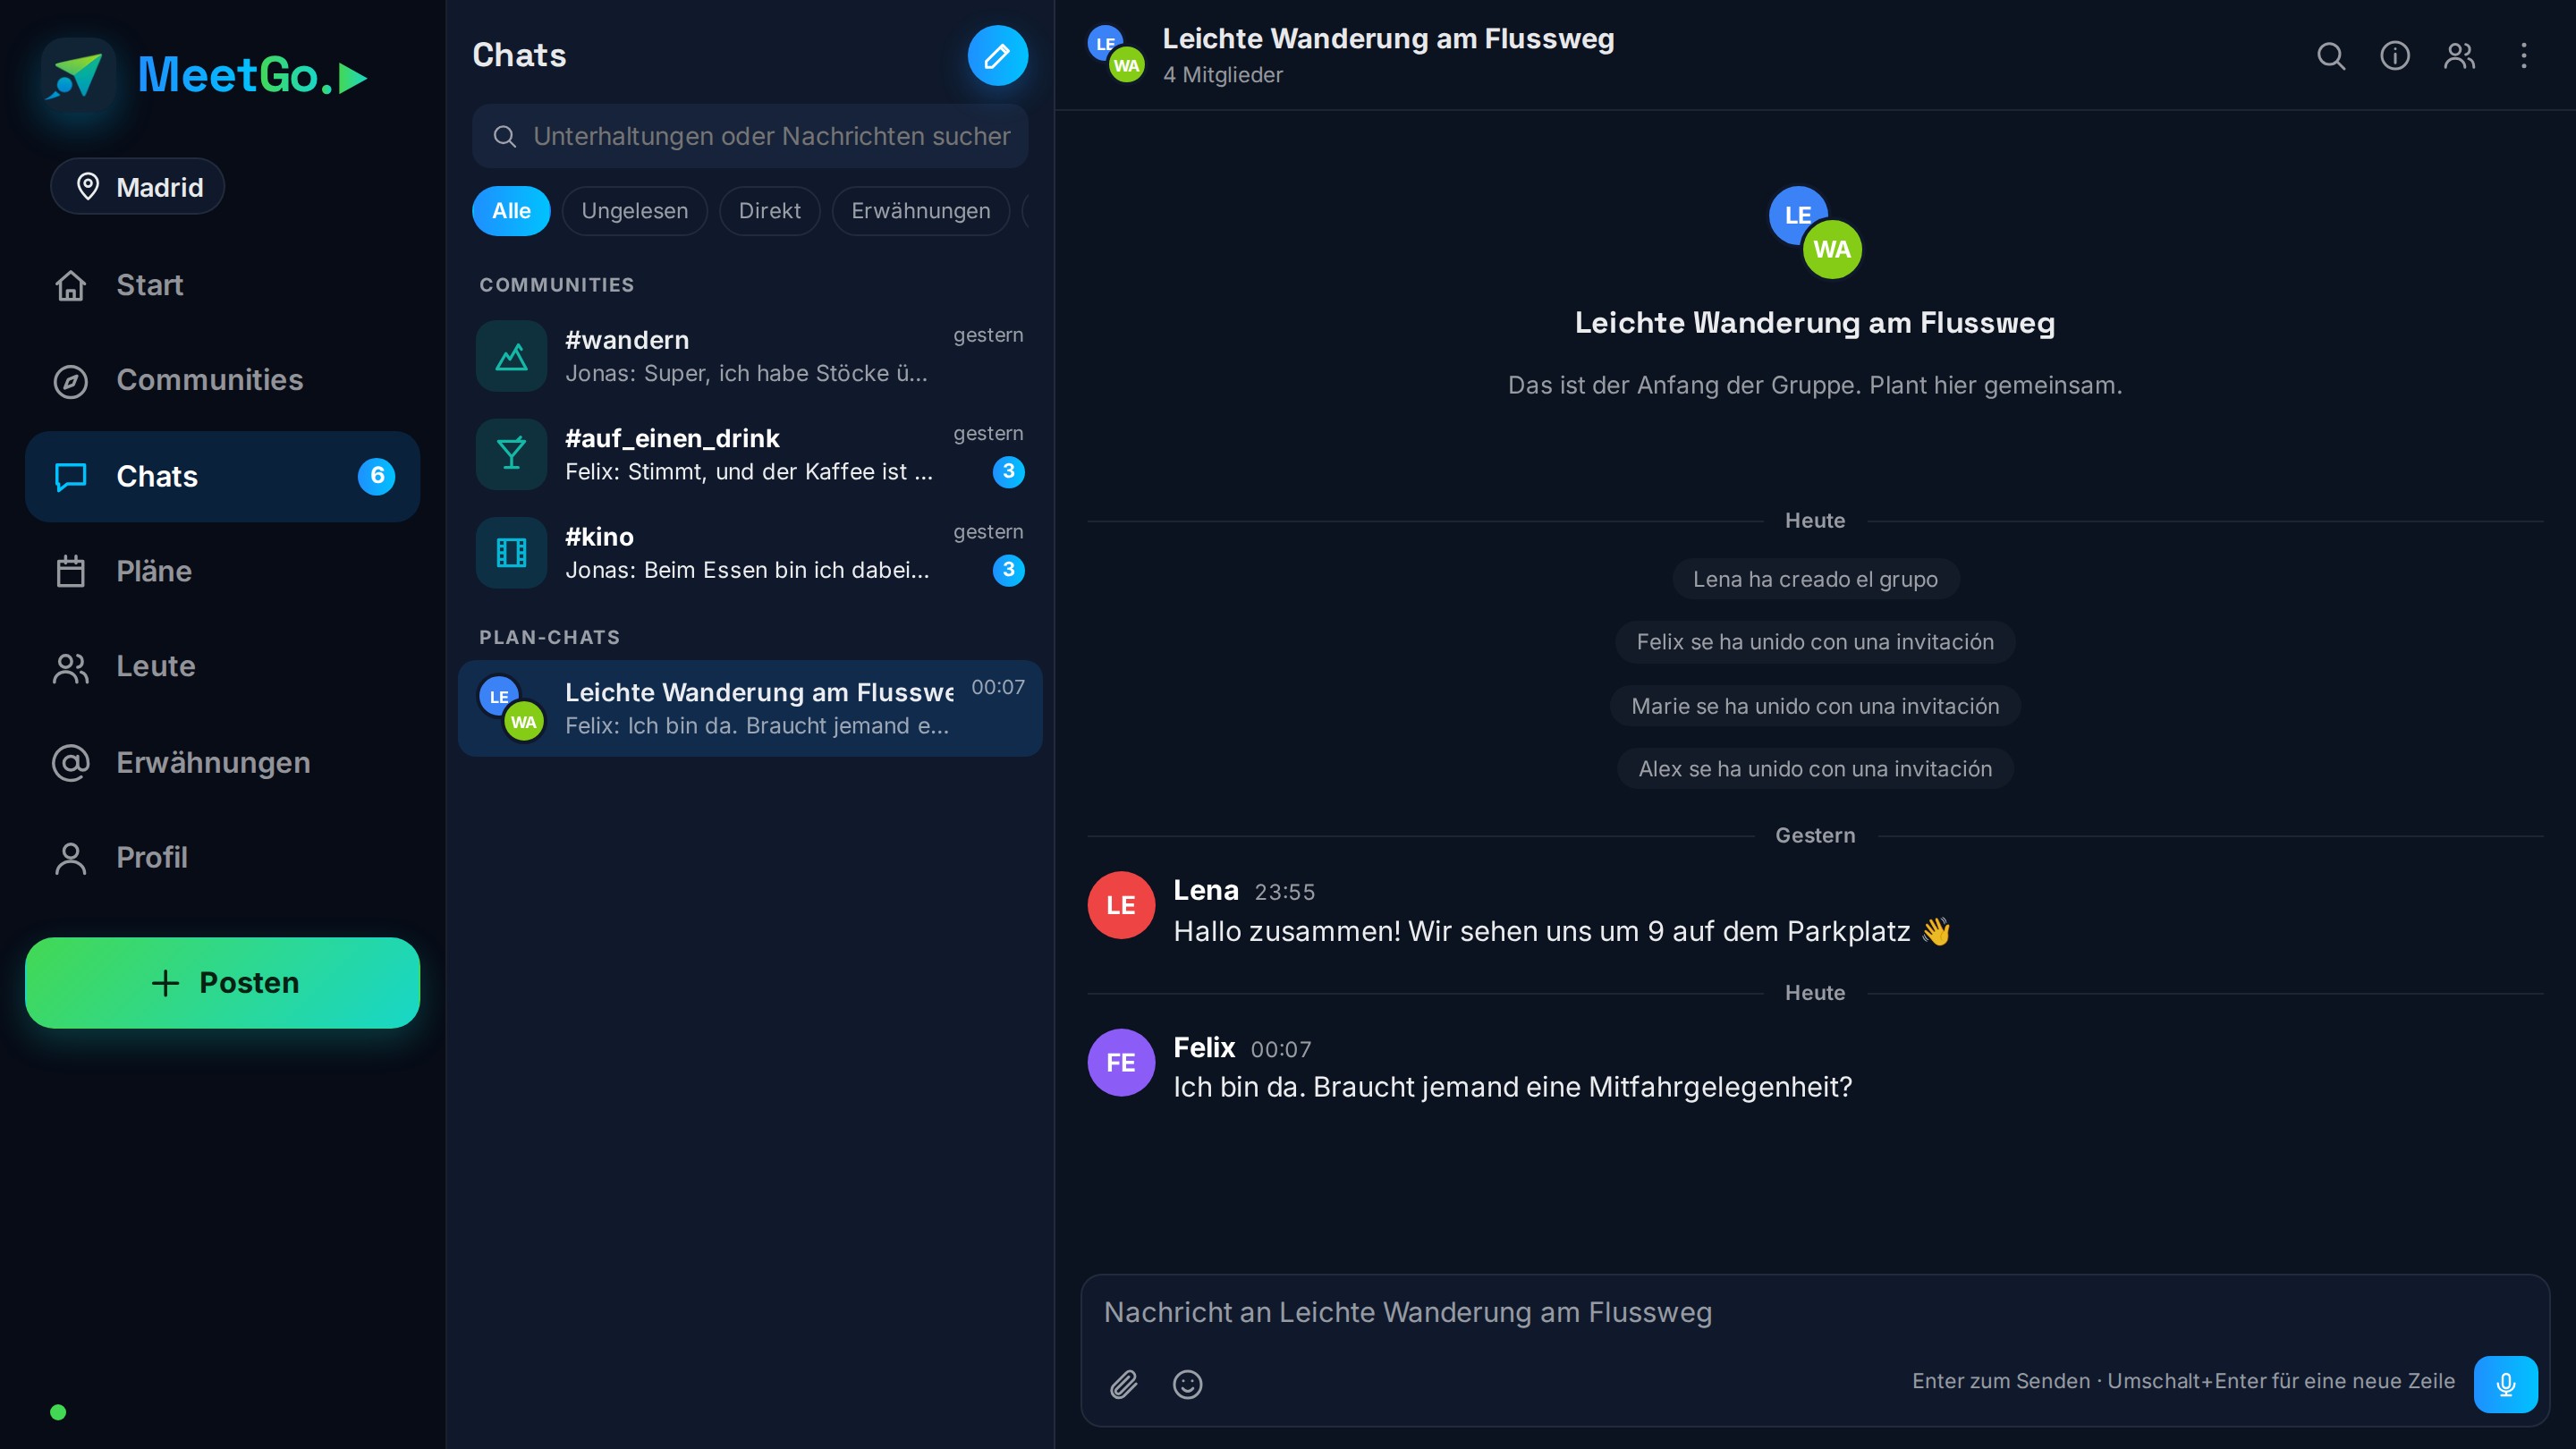 MeetGo.
Madrid
Start
Communities
Chats
6
Pläne
Leute
Erwähnungen
Profil
Posten
Chats
Unterhaltungen oder Nachrichten suchen
Alle
Ungelesen
Direkt
Erwähnungen
COMMUNITIES
#wandern
gestern
Jonas: Super, ich habe Stöcke ü...
#auf_einen_drink
gestern
Felix: Stimmt, und der Kaffee ist ...
3
#kino
gestern
Jonas: Beim Essen bin ich dabei...
3
PLAN-CHATS
LE
WA
Leichte Wanderung am Flusswe
00:07
Felix: Ich bin da. Braucht jemand e...
LE
WA
Leichte Wanderung am Flussweg
4 Mitglieder
LE
WA
Leichte Wanderung am Flussweg
Das ist der Anfang der Gruppe. Plant hier gemeinsam.
Heute
Lena ha creado el grupo
Felix se ha unido con una invitación
Marie se ha unido con una invitación
Alex se ha unido con una invitación
Gestern
LE
Lena 23:55
Hallo zusammen! Wir sehen uns um 9 auf dem Parkplatz 👋
Heute
FE
Felix 00:07
Ich bin da. Braucht jemand eine Mitfahrgelegenheit?
Nachricht an Leichte Wanderung am Flussweg
Enter zum Senden · Umschalt+Enter für eine neue Zeile